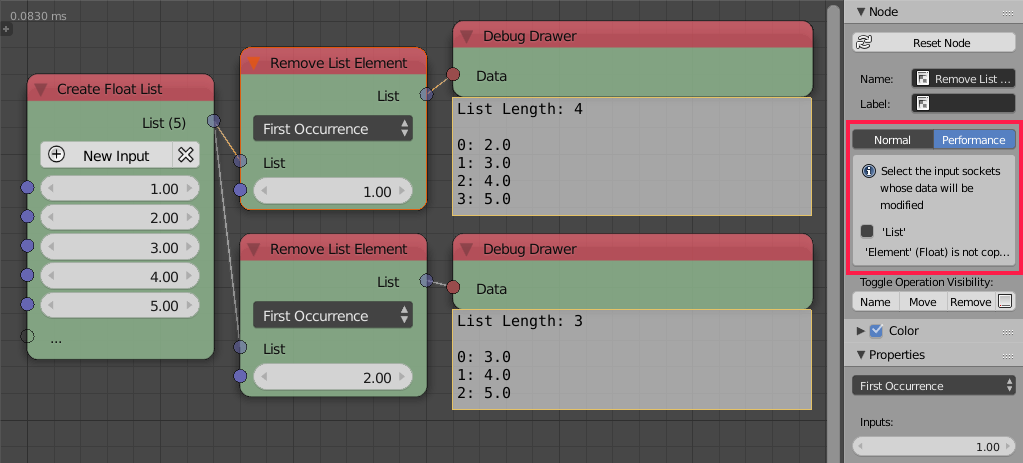 0.0830 ms
Create Float List
List (5)
New Input
1.00
2.00
3.00
4.00
5.00
...
Remove List Element
List
First Occurrence
List
1.00
Debug Drawer
Data
List Length: 4
0: 2.0
1: 3.0
2: 4.0
3: 5.0
Remove List Element
List
First Occurrence
List
2.00
Debug Drawer
Data
List Length: 3
0: 3.0
1: 4.0
2: 5.0
Node
Reset Node
Name: Remove List ...
Label:
Normal Performance
Select the input sockets
whose data will be
modified
'List'
'Element' (Float) is not cop...
Toggle Operation Visibility:
Name Move Remove
Color
Properties
First Occurrence
Inputs:
1.00